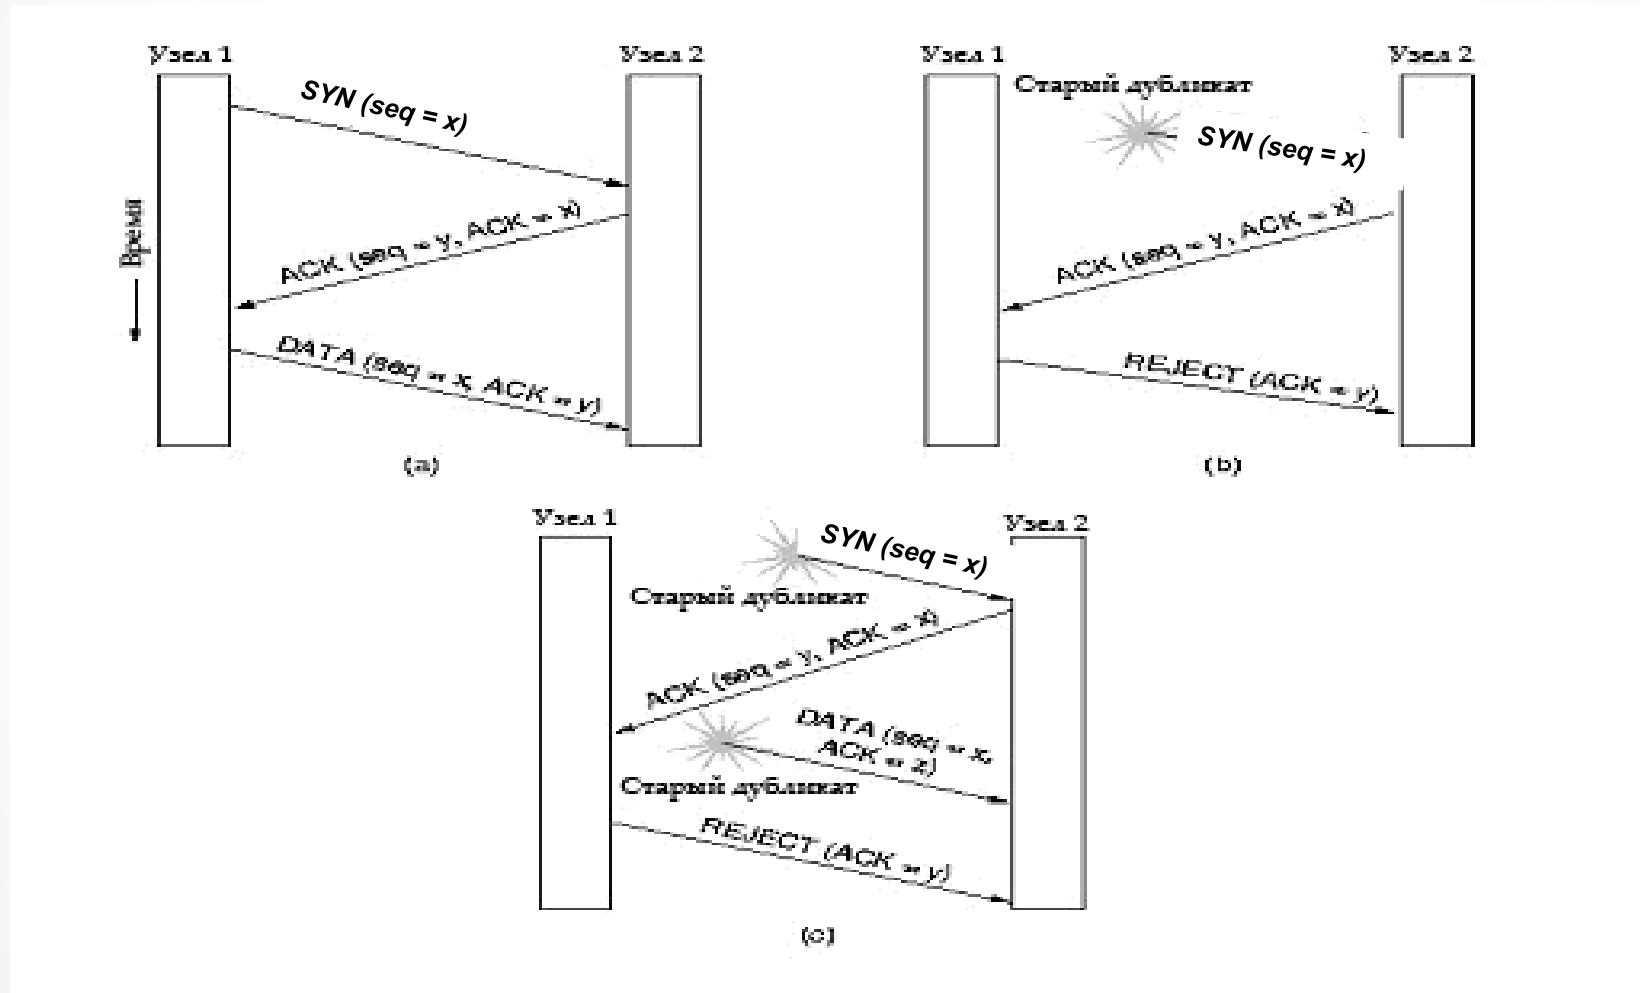 Узел 1
Узел 2
SYN (seq = x)
ACK (seq = y, ACK = x)
DATA (seq = x, ACK = y)
Время
(a)
Узел 1
Узел 2
Старый дубликат
SYN (seq = x)
ACK (seq = y, ACK = x)
REJECT (ACK = y)
(b)
Узел 1
Узел 2
SYN (seq = x)
Старый дубликат
ACK (seq = y, ACK = x)
DATA (seq = x,
ACK = z)
Старый дубликат
REJECT (ACK = y)
(c)